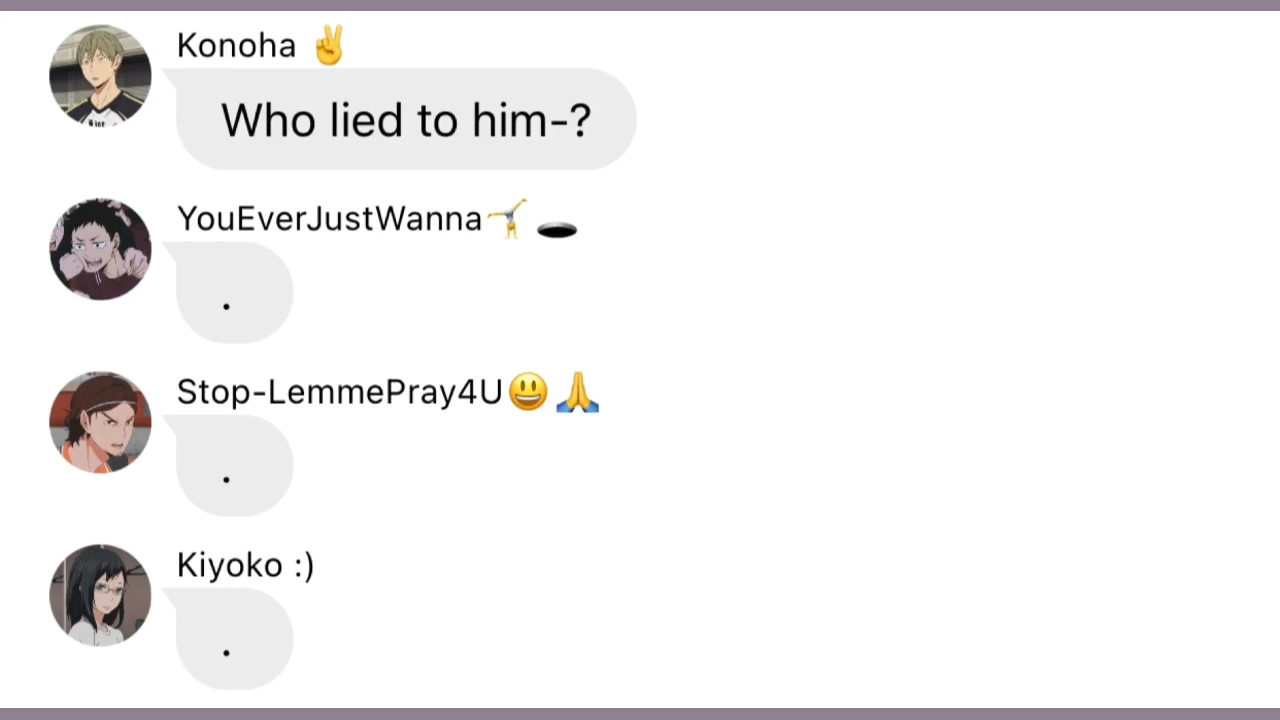 Konoha ✌️
Who lied to him-?
YouEverJustWanna🤸🕳️
.
Stop-LemmePray4U😃🙏
.
Kiyoko :)
.